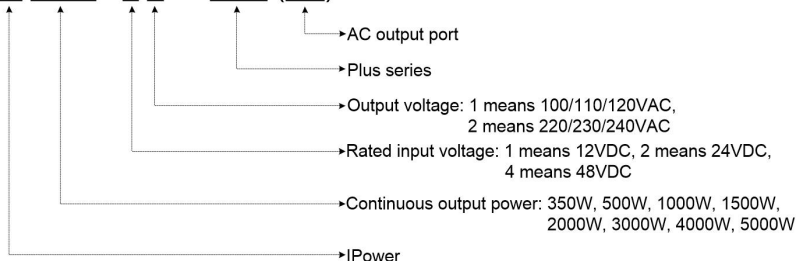 AC output port
Plus series
Output voltage: 1 means 100/110/120VAC,
2 means 220/230/240VAC
Rated input voltage: 1 means 12VDC, 2 means 24VDC,
4 means 48VDC
Continuous output power: 350W, 500W, 1000W, 1500W,
2000W, 3000W, 4000W, 5000W
IPower